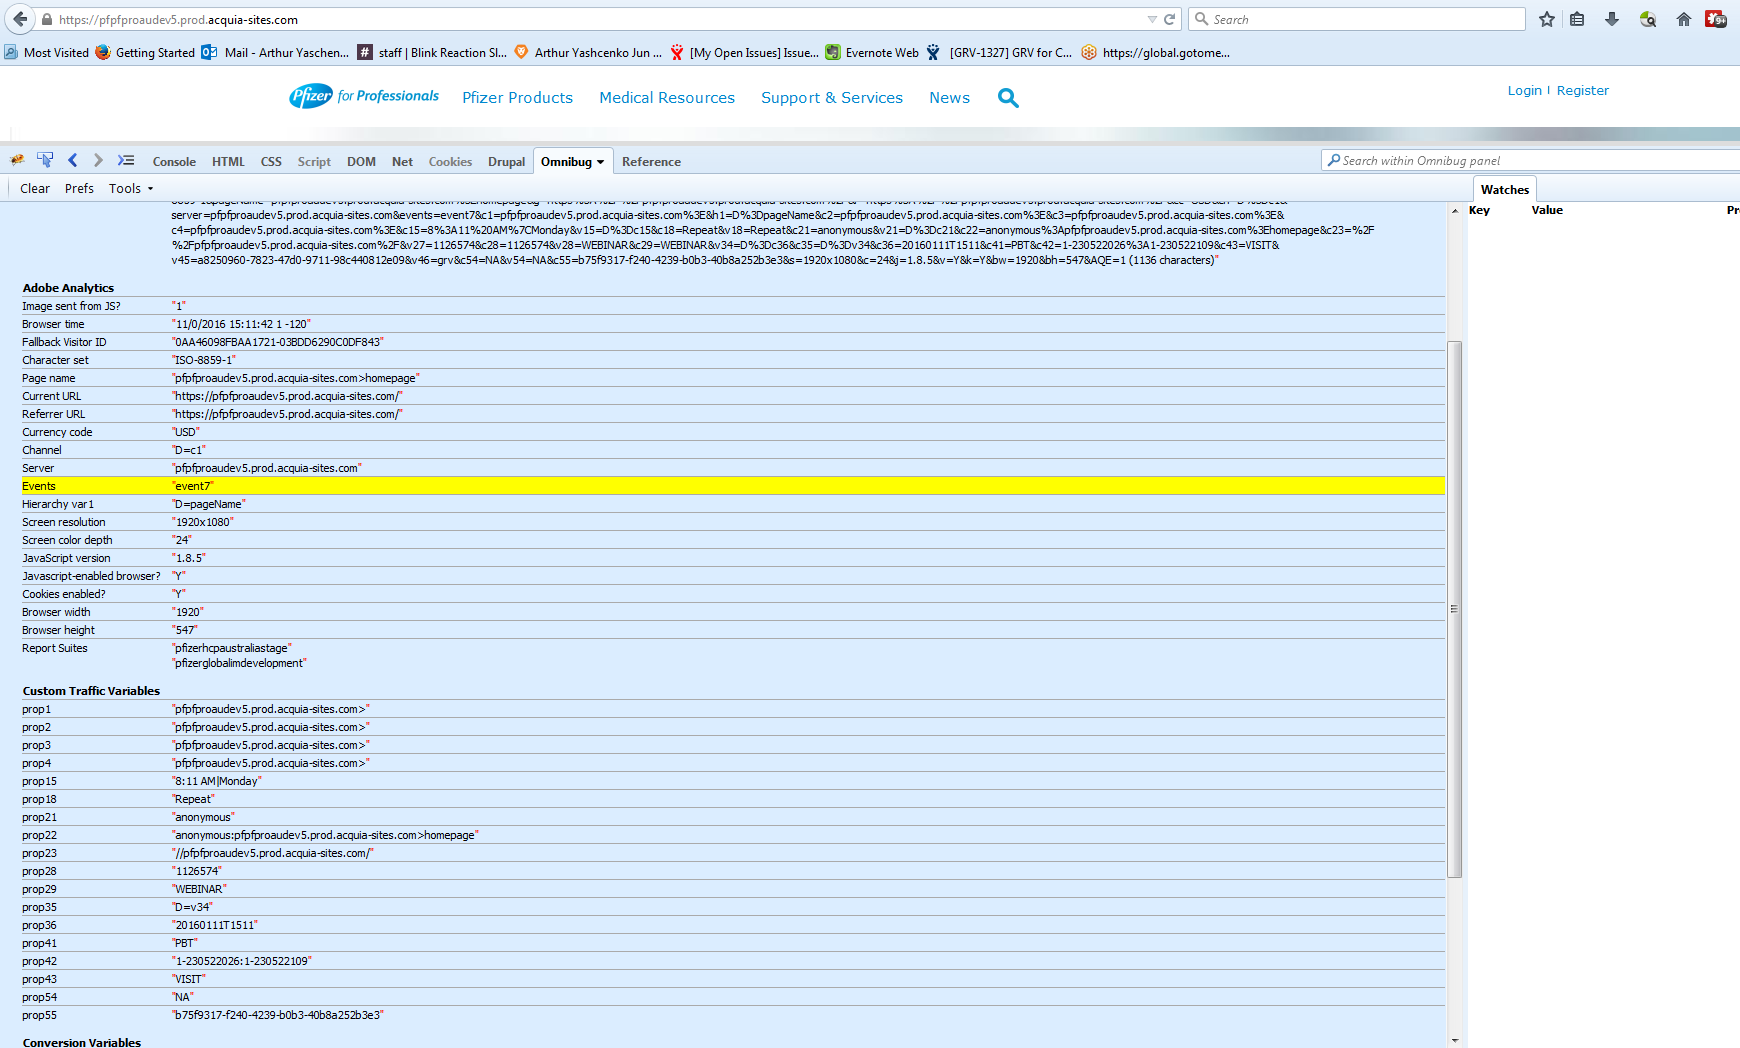 https://pfpfproaudev5.prod.acquia-sites.com
Search
9+
Most Visited Getting Started Mail - Arthur Yaschen... staff | Blink Reaction Sl... Arthur Yashcenko Jun ... [My Open Issues] Issue... Evernote Web [GRV-1327] GRV for C... https://global.gotome...
Pfizer for Professionals Pfizer Products Medical Resources Support & Services News
Login | Register
Console HTML CSS Script DOM Net Cookies Drupal Omnibug Reference
Search within Omnibug panel
Clear Prefs Tools
Watches
Key Value Pr
server=pfpfproaudev5.prod.acquia-sites.com&events=event7&c1=pfpfproaudev5.prod.acquia-sites.com%3E&h1=D%3DpageName&c2=pfpfproaudev5.prod.acquia-sites.com%3E&c3=pfpfproaudev5.prod.acquia-sites.com%3E&
c4=pfpfproaudev5.prod.acquia-sites.com%3E&c15=8%3A11%20AM%7CMonday&v15=D%3Dc15&c18=Repeat&v18=Repeat&c21=anonymous&v21=D%3Dc21&c22=anonymous%3Apfpfproaudev5.prod.acquia-sites.com%3Ehomepage&c23=%2F
%2Fpfpfproaudev5.prod.acquia-sites.com%2F&v27=1126574&c28=1126574&v28=WEBINAR&c29=WEBINAR&v34=D%3Dc36&c35=D%3Dv34&c36=20160111T1511&c41=PBT&c42=1-230522026%3A1-230522109&c43=VISIT&
v45=a8250960-7823-47d0-9711-98c440812e09&v46=grv&c54=NA&v54=NA&c55=b75f9317-f240-4239-b0b3-40b8a252b3e3&s=1920x1080&c=24&j=1.8.5&v=Y&k=Y&bw=1920&bh=547&AQE=1 (1136 characters)"
Adobe Analytics
Image sent from JS? "1"
Browser time "11/0/2016 15:11:42 1 -120"
Fallback Visitor ID "0AA46098FBAA1721-03BDD6290C0DF843"
Character set "ISO-8859-1"
Page name "pfpfproaudev5.prod.acquia-sites.com>homepage"
Current URL "https://pfpfproaudev5.prod.acquia-sites.com/"
Referrer URL "https://pfpfproaudev5.prod.acquia-sites.com/"
Currency code "USD"
Channel "D=c1"
Server "pfpfproaudev5.prod.acquia-sites.com"
Events "event7"
Hierarchy var1 "D=pageName"
Screen resolution "1920x1080"
Screen color depth "24"
JavaScript version "1.8.5"
Javascript-enabled browser? "Y"
Cookies enabled? "Y"
Browser width "1920"
Browser height "547"
Report Suites "pfizerhcpaustraliastage"
"pfizerglobalimdevelopment"
Custom Traffic Variables
prop1 "pfpfproaudev5.prod.acquia-sites.com>"
prop2 "pfpfproaudev5.prod.acquia-sites.com>"
prop3 "pfpfproaudev5.prod.acquia-sites.com>"
prop4 "pfpfproaudev5.prod.acquia-sites.com>"
prop15 "8:11 AM|Monday"
prop18 "Repeat"
prop21 "anonymous"
prop22 "anonymous:pfpfproaudev5.prod.acquia-sites.com>homepage"
prop23 "//pfpfproaudev5.prod.acquia-sites.com/"
prop28 "1126574"
prop29 "WEBINAR"
prop35 "D=v34"
prop36 "20160111T1511"
prop41 "PBT"
prop42 "1-230522026:1-230522109"
prop43 "VISIT"
prop54 "NA"
prop55 "b75f9317-f240-4239-b0b3-40b8a252b3e3"
Conversion Variables